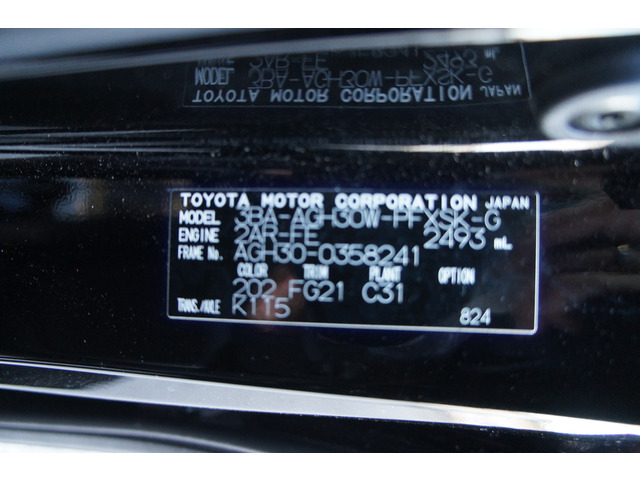 TOYOTA MOTOR CORPORATION JAPAN
MODEL 3BA-AGH30W-PFXSK-G
ENGINE 2AR-FE 2493 mL
FRAME No. AGH30-0358241
COLOR TRIM PLANT OPTION
202 FG21 C31
TRANS./AXLE K115
824